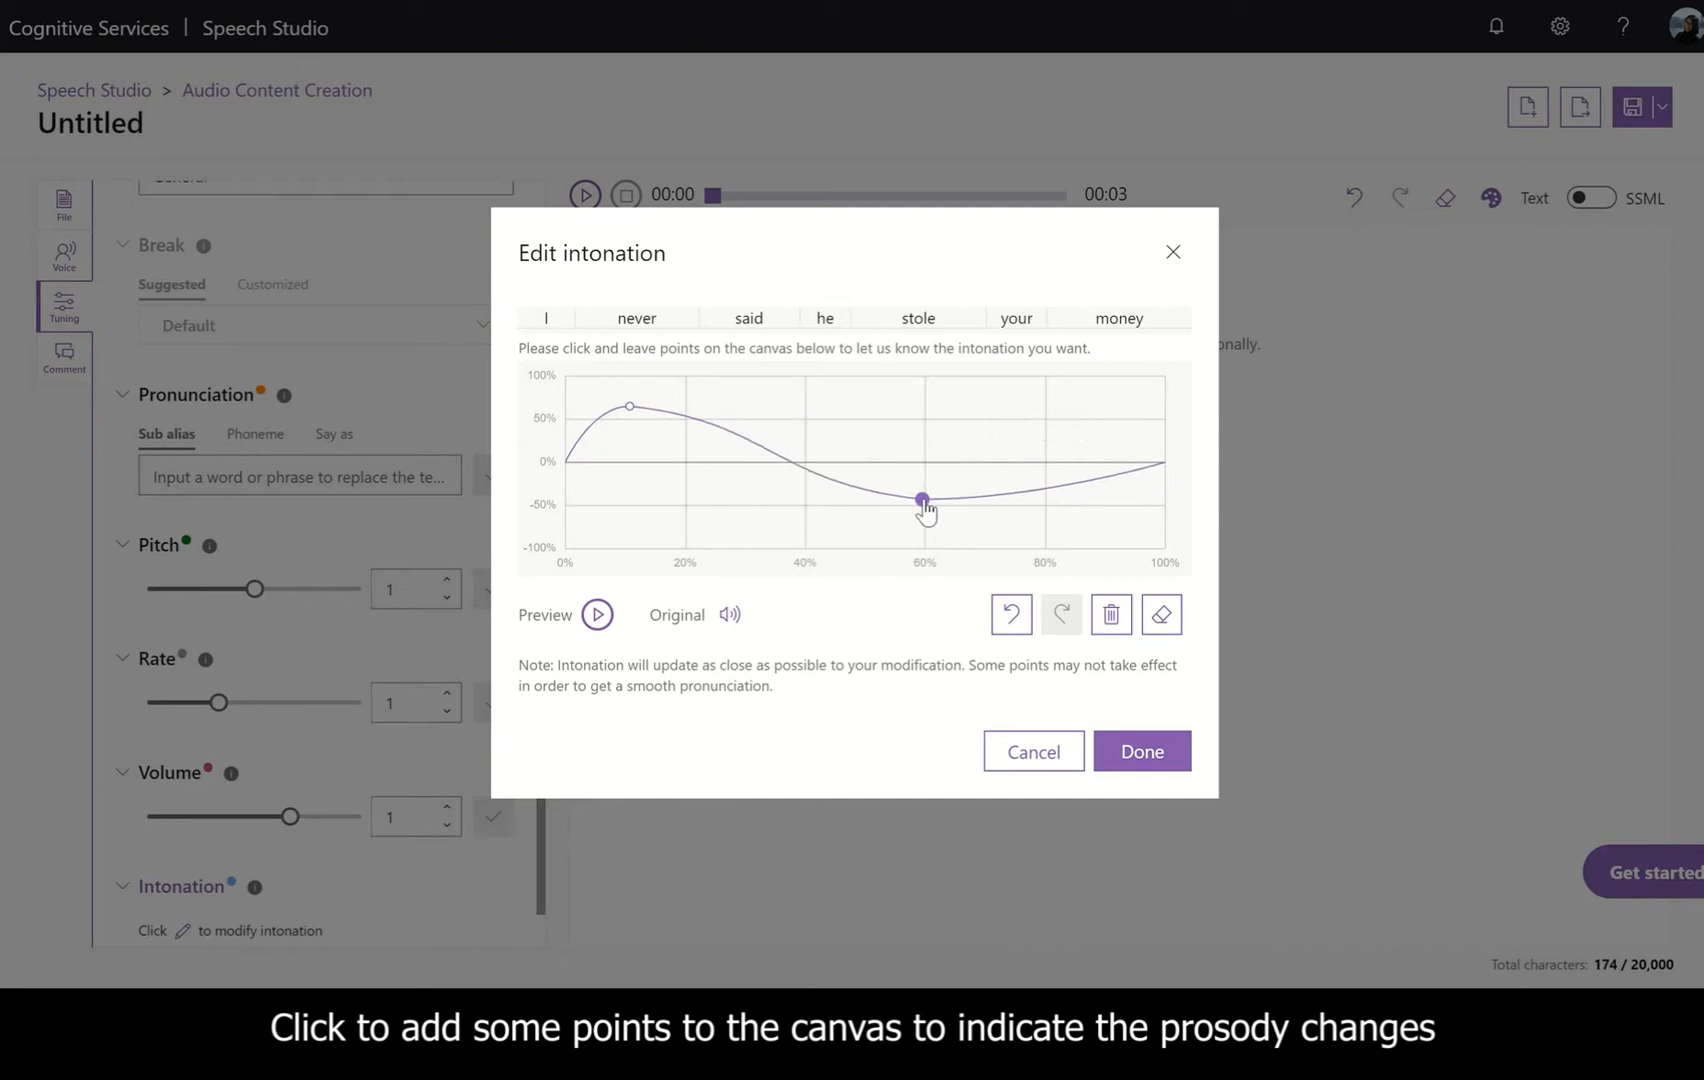 Cognitive Services | Speech Studio
Speech Studio > Audio Content Creation
Untitled
File
Voice
Tuning
Comment
General
Break
Suggested Customized
Default
Pronunciation
Sub alias Phoneme Say as
Input a word or phrase to replace the te...
Pitch
1
Rate
1
Volume
1
Intonation
Click to modify intonation
00:00 00:03
Text SSML
onally.
Edit intonation
I never said he stole your money
Please click and leave points on the canvas below to let us know the intonation you want.
100%
50%
0%
-50%
-100%
0% 20% 40% 60% 80% 100%
Preview Original
Note: Intonation will update as close as possible to your modification. Some points may not take effect
in order to get a smooth pronunciation.
Cancel Done
Get started
Total characters: 174 / 20,000
Click to add some points to the canvas to indicate the prosody changes